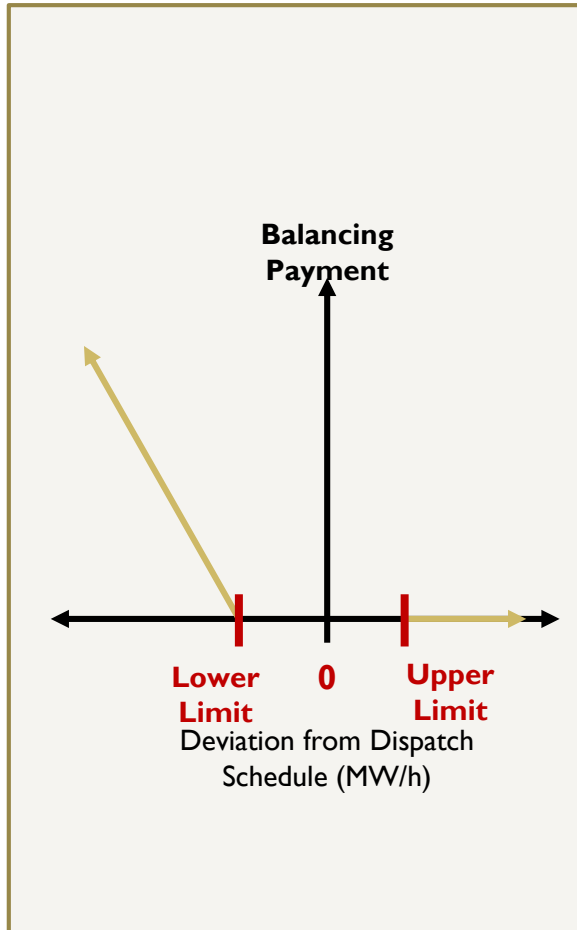 Balancing
Payment
Lower
Limit
0
Upper
Limit
Deviation from Dispatch
Schedule (MW/h)